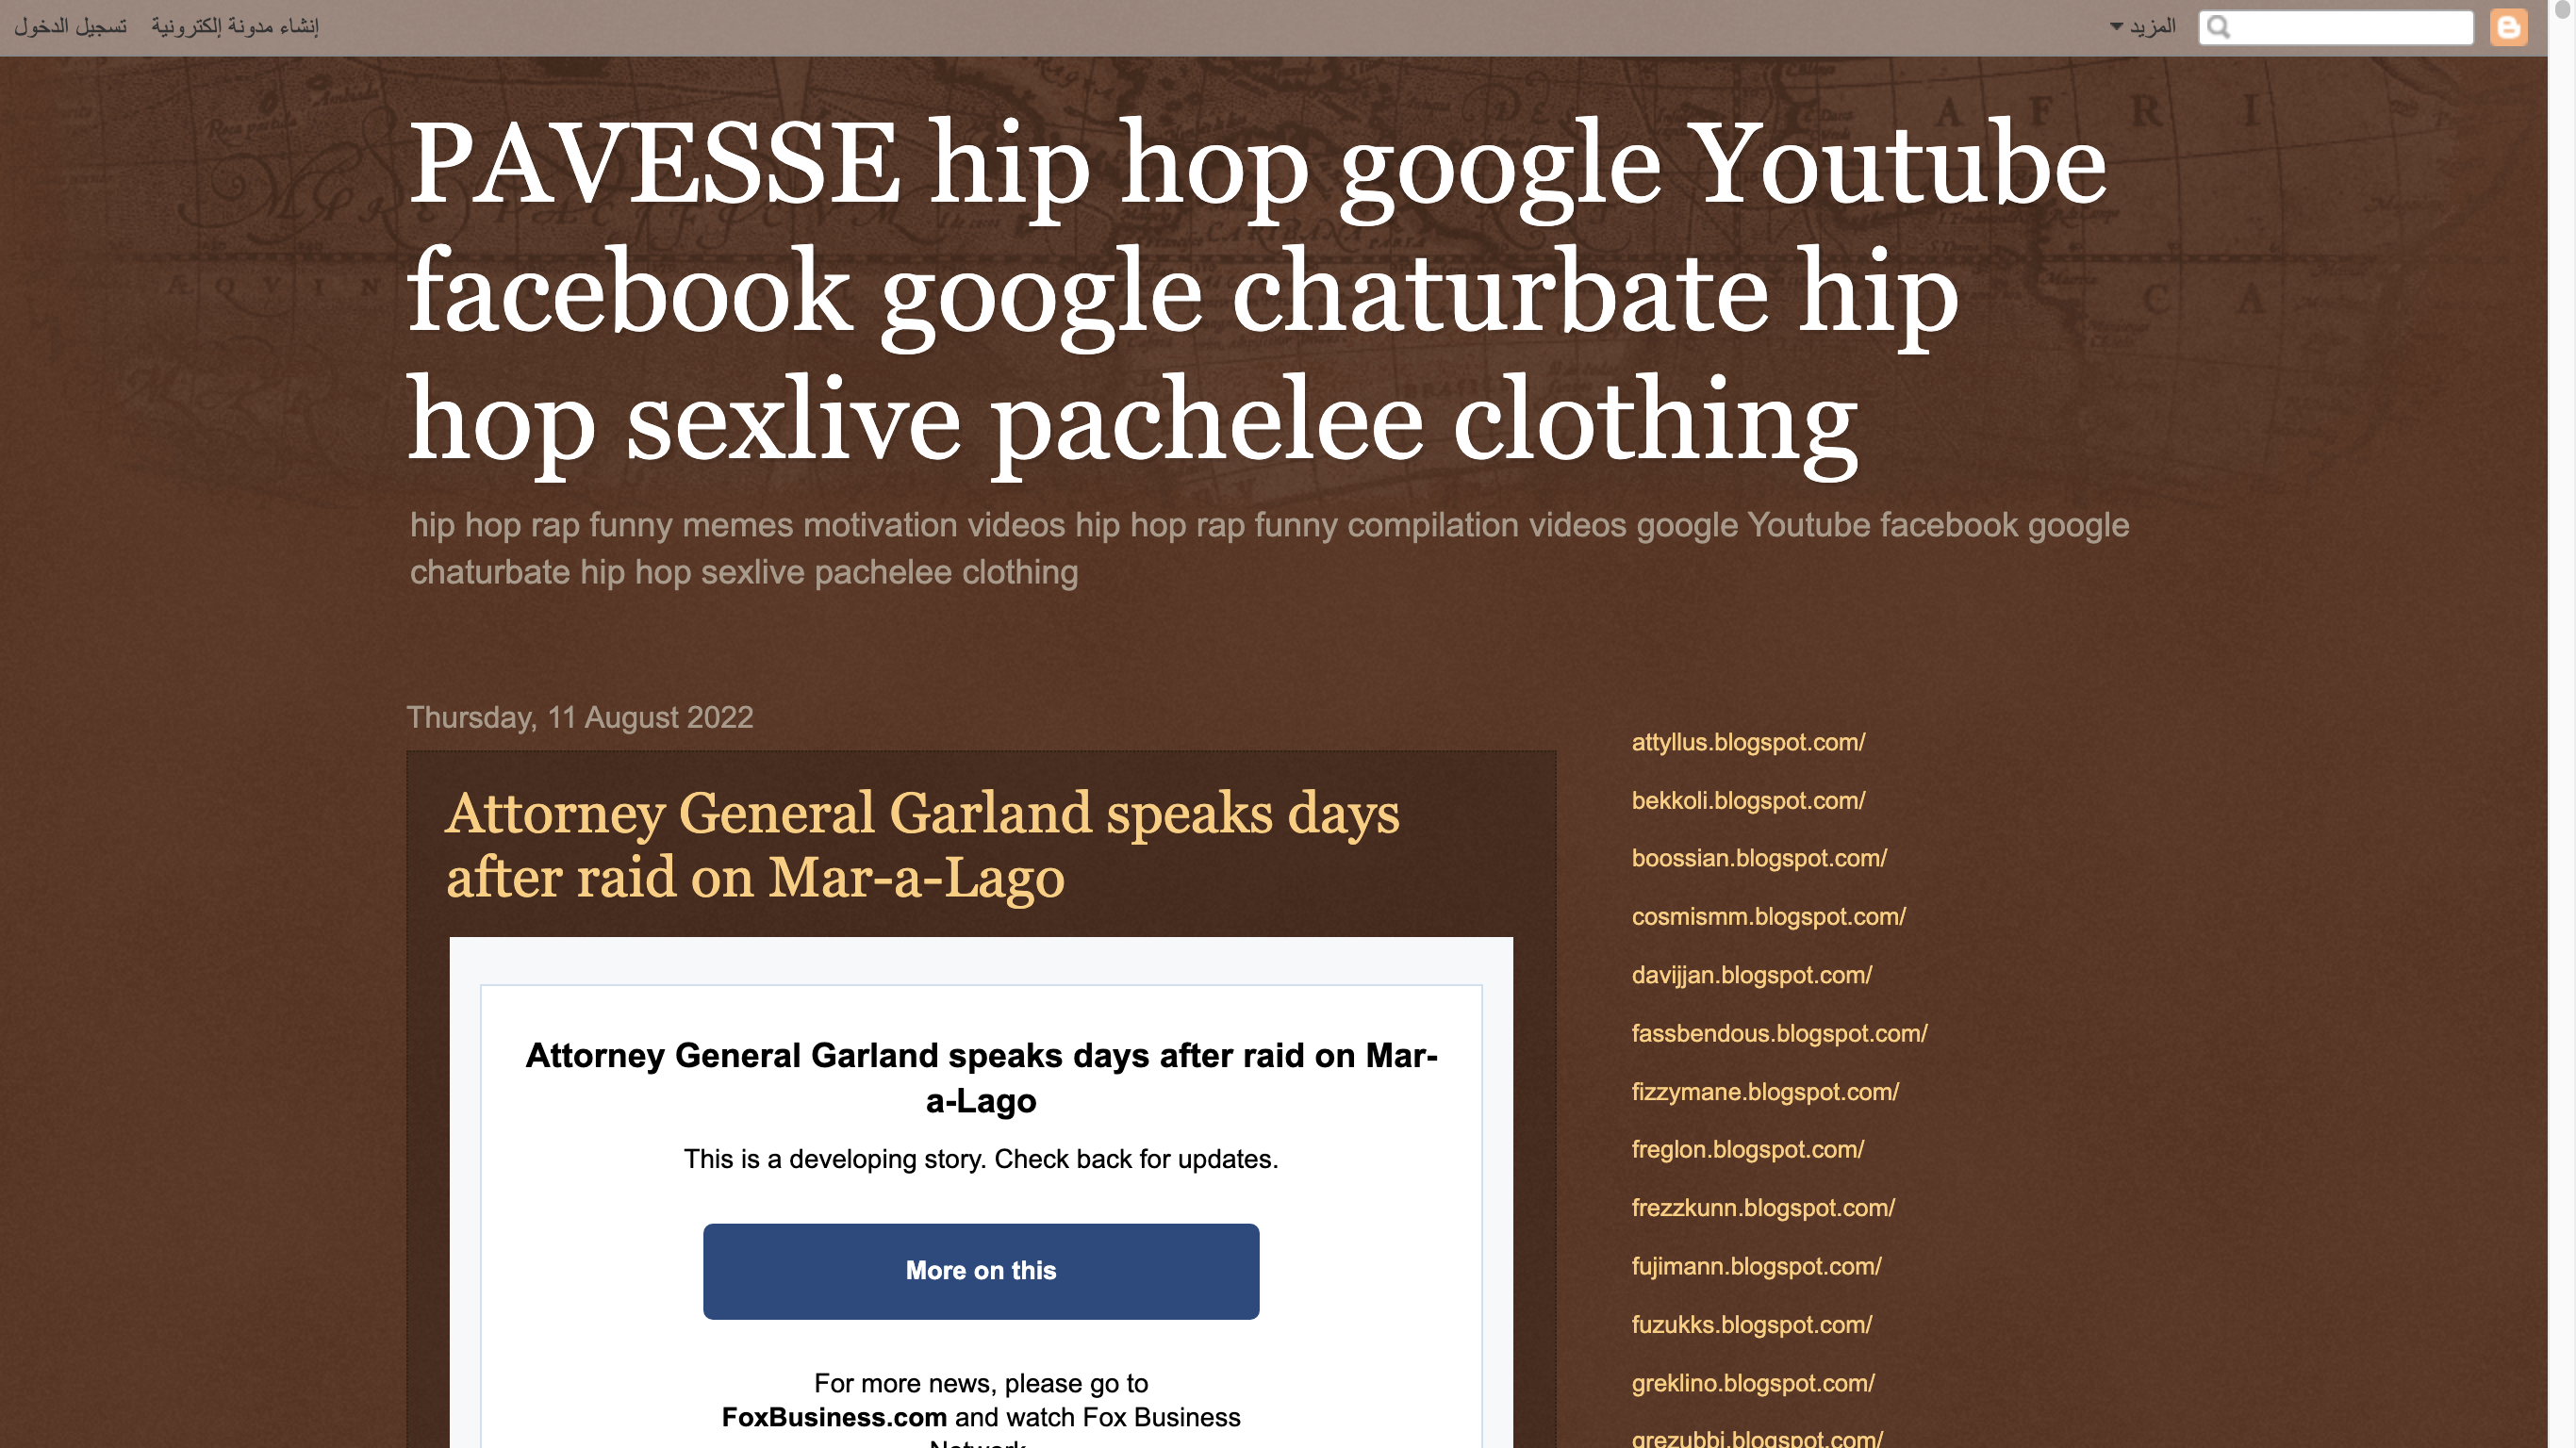 تسجيل الدخول
إنشاء مدونة إلكترونية
المزيد
PAVESSE hip hop google Youtube
facebook google chaturbate hip
hop sexlive pachelee clothing
hip hop rap funny memes motivation videos hip hop rap funny compilation videos google Youtube facebook google
chaturbate hip hop sexlive pachelee clothing
Thursday, 11 August 2022
Attorney General Garland speaks days
after raid on Mar-a-Lago
Attorney General Garland speaks days after raid on Mar-
a-Lago
This is a developing story. Check back for updates.
More on this
For more news, please go to
FoxBusiness.com and watch Fox Business
Network
attyllus.blogspot.com/
bekkoli.blogspot.com/
boossian.blogspot.com/
cosmismm.blogspot.com/
davijjan.blogspot.com/
fassbendous.blogspot.com/
fizzymane.blogspot.com/
freglon.blogspot.com/
frezzkunn.blogspot.com/
fujimann.blogspot.com/
fuzukks.blogspot.com/
greklino.blogspot.com/
grezubbi.blogspot.com/